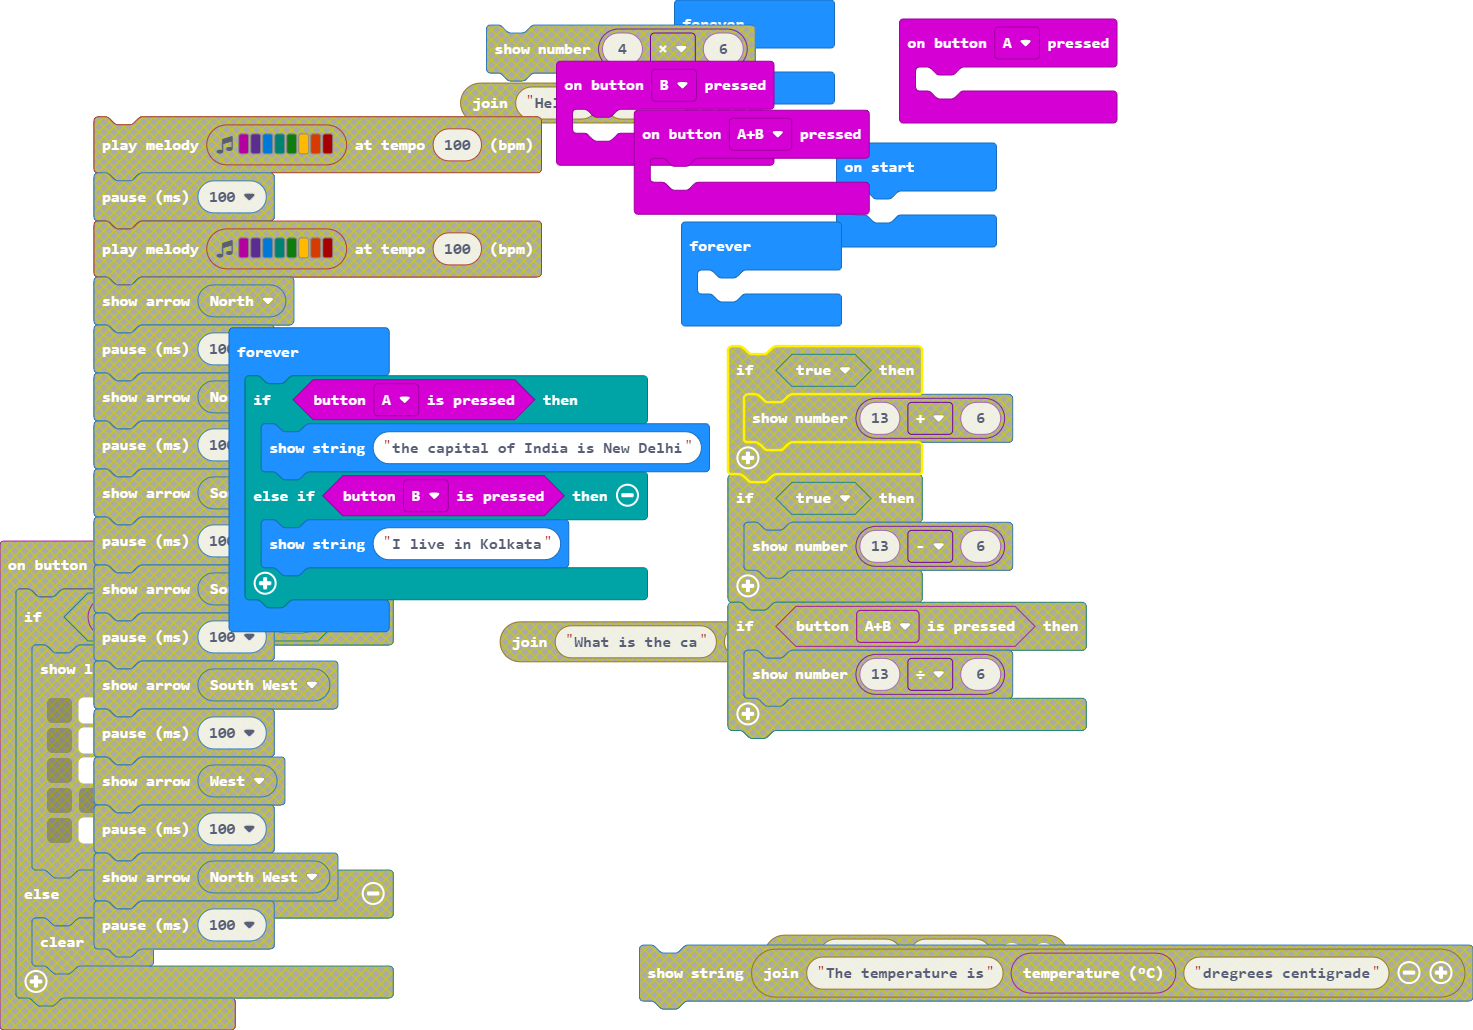 forever
show number 4 × 6
on button A pressed
on button B pressed
join "Hel
play melody at tempo 100 (bpm)
on button A+B pressed
on start
pause (ms) 100
play melody at tempo 100 (bpm)
forever
show arrow North
pause (ms) 100
forever
if true then
show arrow No
if button A is pressed then
show number 13 + 6
pause (ms) 100
show string "the capital of India is New Delhi"
show arrow So
else if button B is pressed then
if true then
pause (ms) 100
show string "I live in Kolkata"
show number 13 - 6
on button
show arrow So
if
pause (ms) 100
join "What is the ca"
if button A+B is pressed then
show l
show arrow South West
show number 13 ÷ 6
pause (ms) 100
show arrow West
pause (ms) 100
show arrow North West
else
pause (ms) 100
clear
show string join "The temperature is" temperature (ºC) "dregrees centigrade"